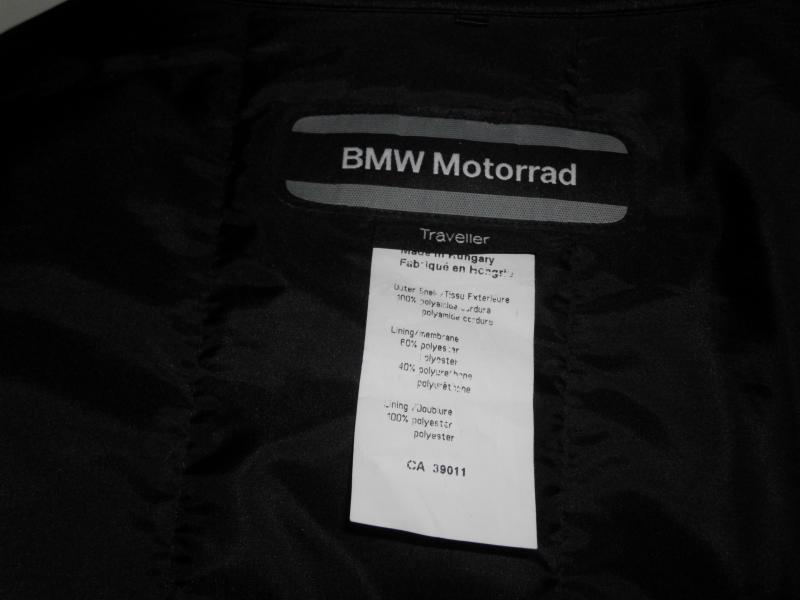 BMW Motorrad
Traveller
Made in Hungary
Fabriqué en Hongrie
Outer Shell/Tissu Exterieure
100% polyamide cordura
polyamide cordura
Lining/membrane
60% polyester
polyester
40% polyurethane
polyuréthane
Lining/Doublure
100% polyester
polyester
CA 39011